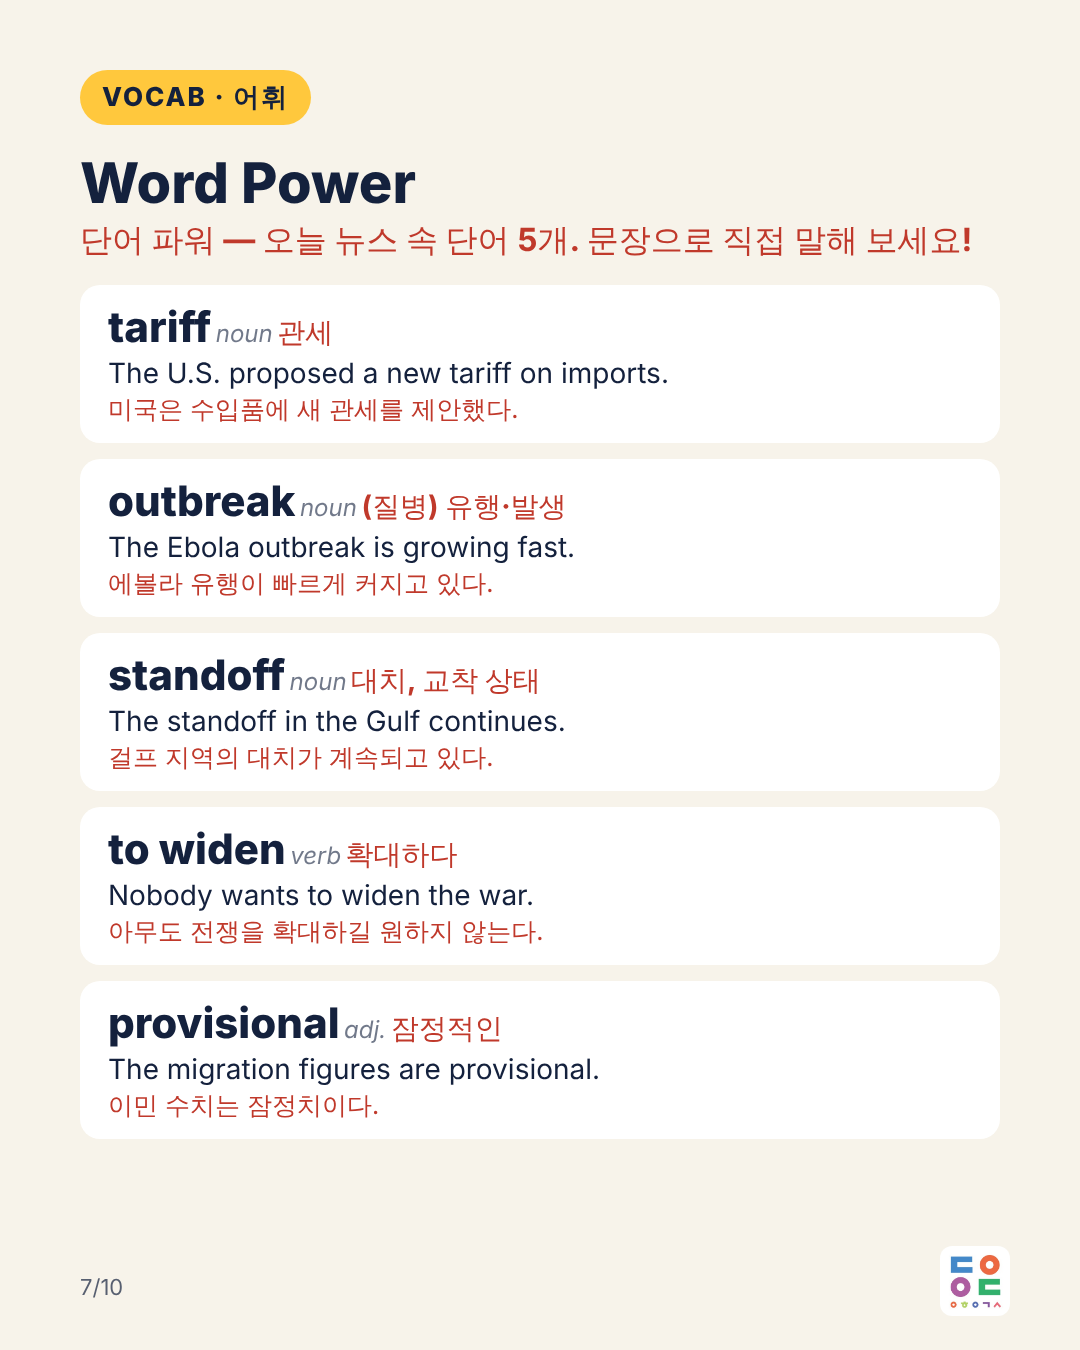 VOCAB · 어휘
Word Power
단어 파워 — 오늘 뉴스 속 단어 5개. 문장으로 직접 말해 보세요!
tariff noun 관세
The U.S. proposed a new tariff on imports.
미국은 수입품에 새 관세를 제안했다.
outbreak noun (질병) 유행·발생
The Ebola outbreak is growing fast.
에볼라 유행이 빠르게 커지고 있다.
standoff noun 대치, 교착 상태
The standoff in the Gulf continues.
걸프 지역의 대치가 계속되고 있다.
to widen verb 확대하다
Nobody wants to widen the war.
아무도 전쟁을 확대하길 원하지 않는다.
provisional adj. 잠정적인
The migration figures are provisional.
이민 수치는 잠정치이다.
7/10